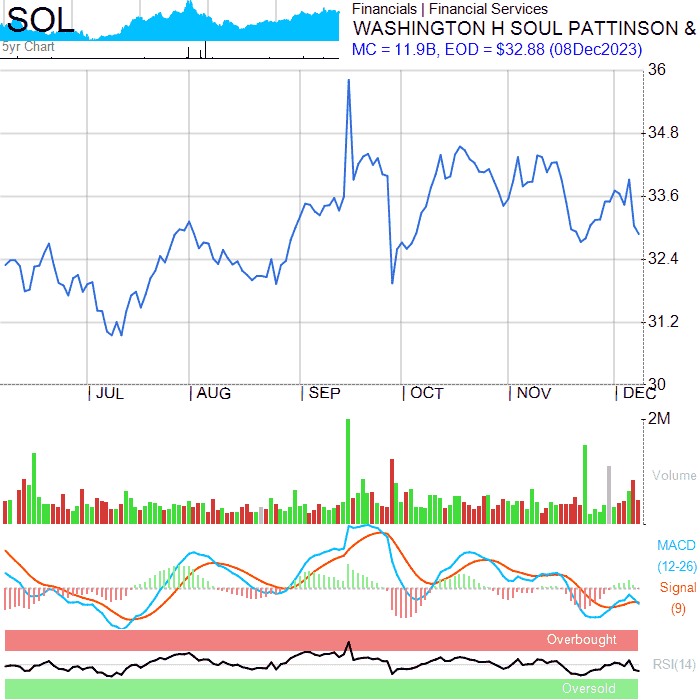 SOL
5yr Chart
Financials | Financial Services
WASHINGTON H SOUL PATTINSON &
MC = 11.9B, EOD = $32.88 (08Dec2023)
36
34.8
33.6
32.4
31.2
30
JUL AUG SEP OCT NOV DEC
2M
Volume
MACD
(12-26)
Signal
(9)
Overbought
RSI(14)
Oversold